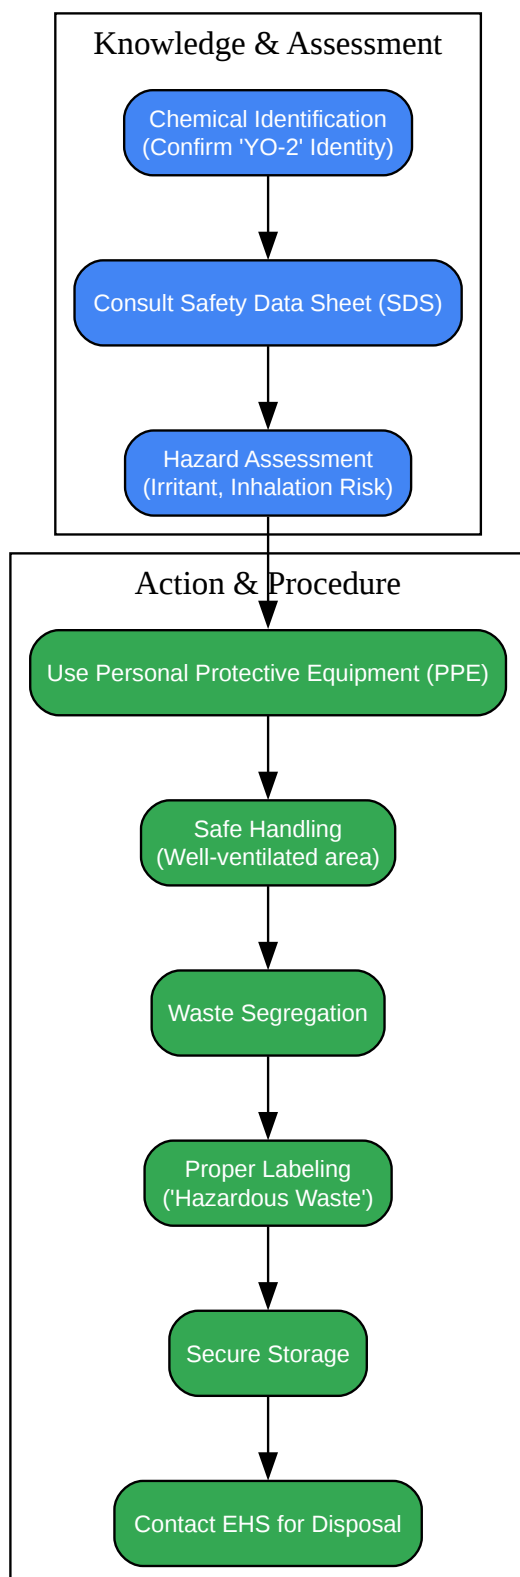 Knowledge & Assessment
Chemical Identification
(Confirm 'YO-2' Identity)
Consult Safety Data Sheet (SDS)
Hazard Assessment
(Irritant, Inhalation Risk)
Action & Procedure
Use Personal Protective Equipment (PPE)
Safe Handling
(Well-ventilated area)
Waste Segregation
Proper Labeling
('Hazardous Waste')
Secure Storage
Contact EHS for Disposal